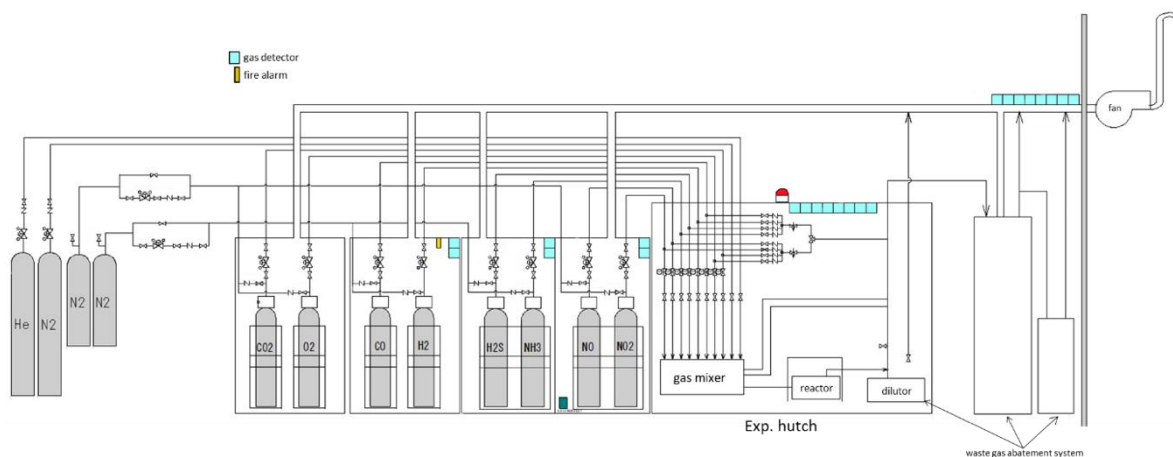 gas detector
fire alarm
fan
He
N2
N2
N2
CO2
O2
CO
H2
H2S
NH3
NO
NO2
gas mixer
reactor
dilutor
Exp. hutch
waste gas abatement system